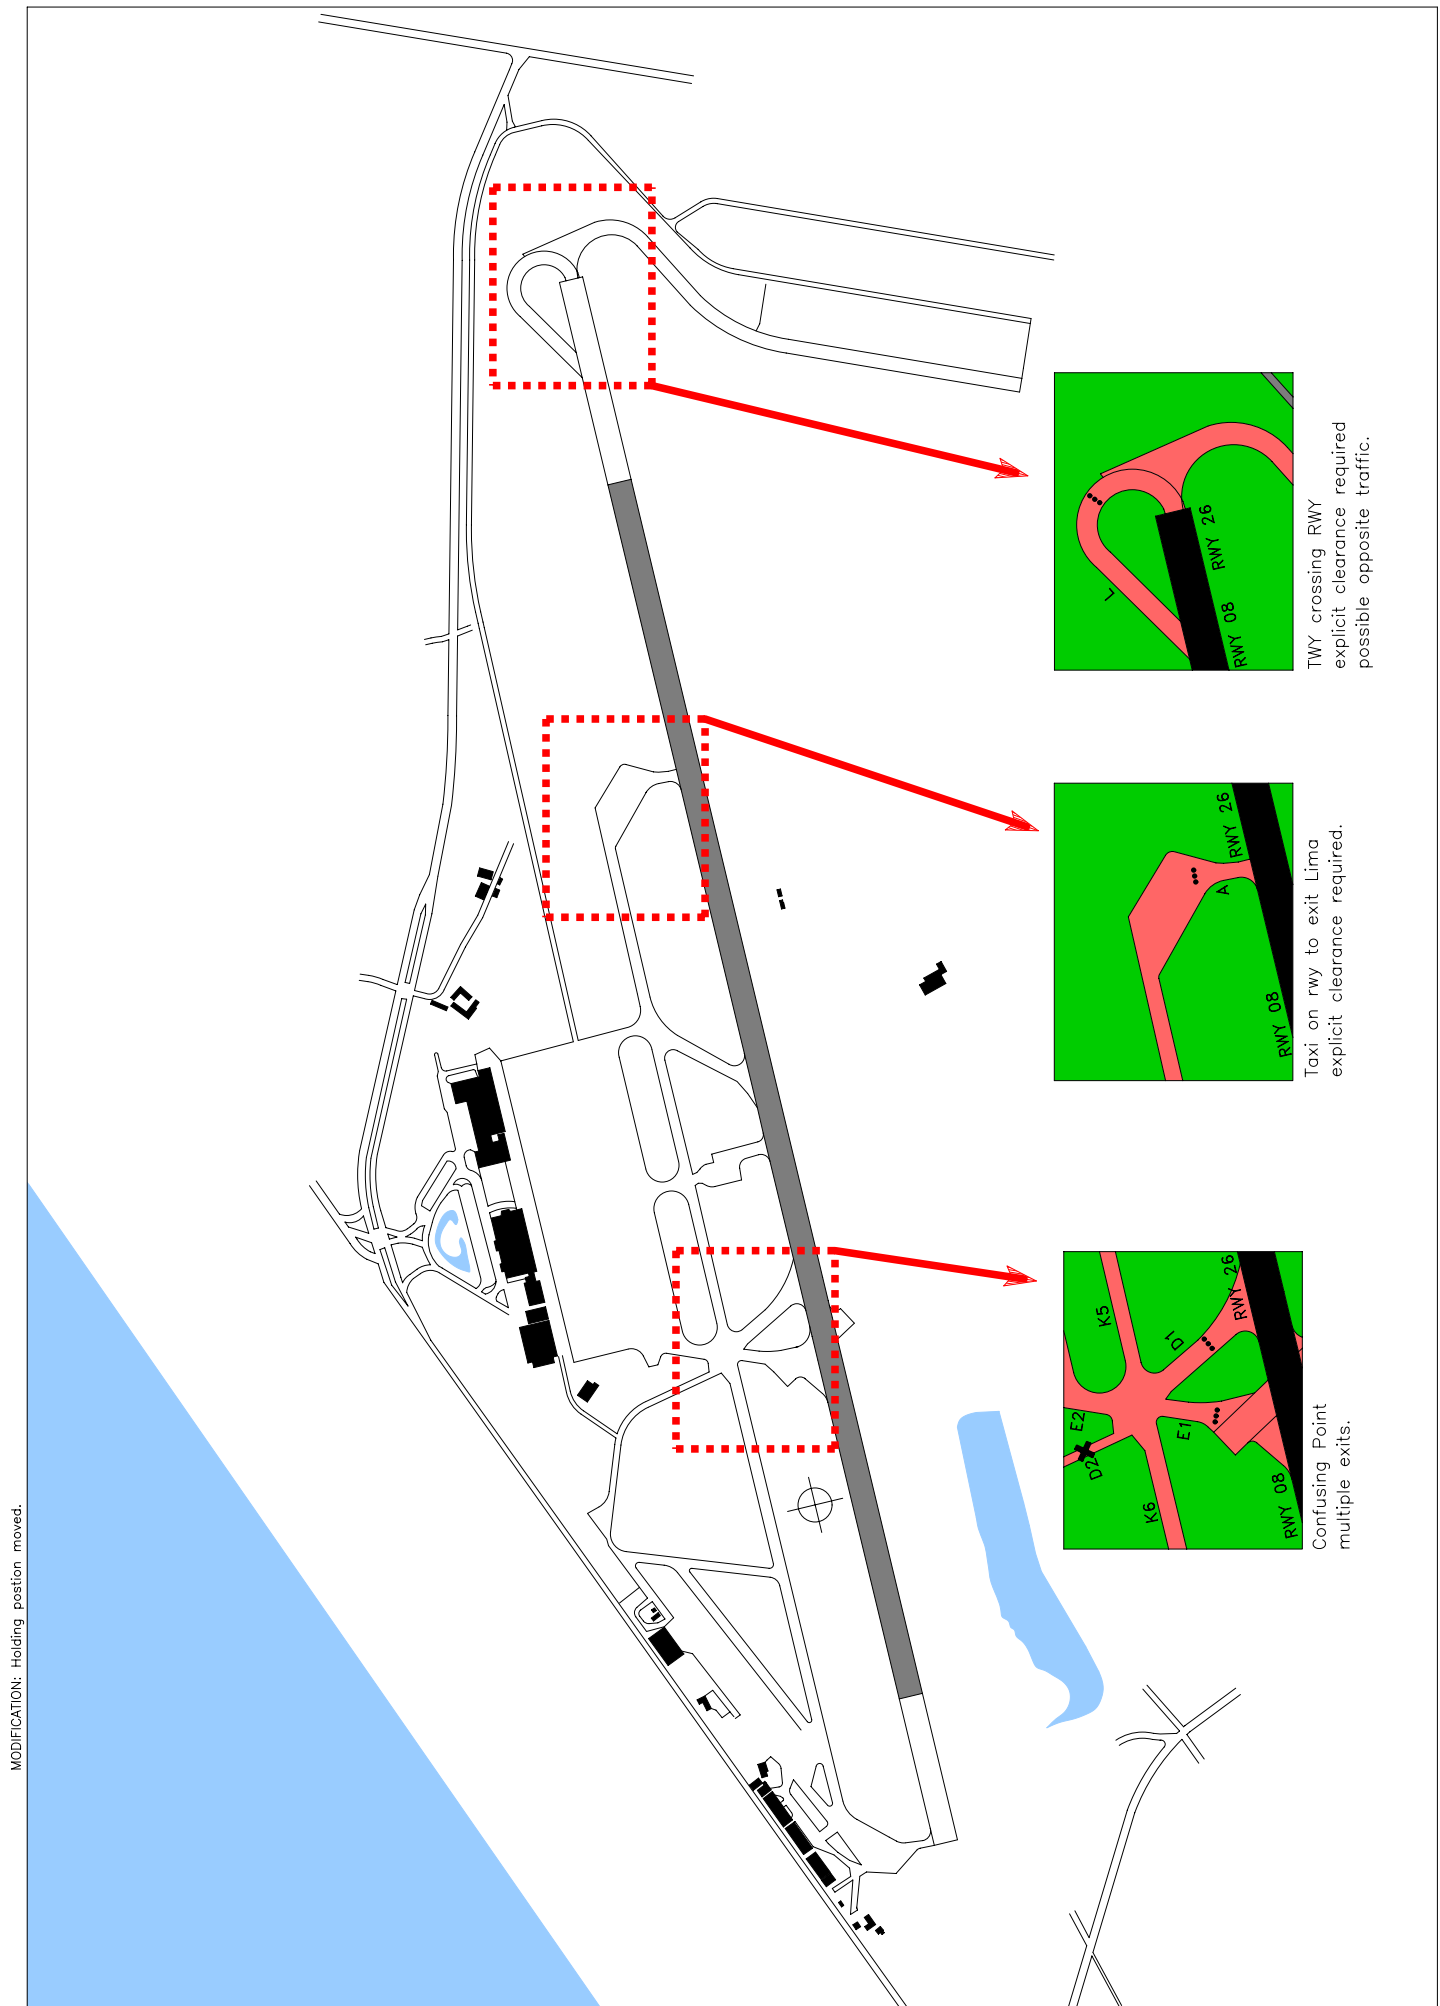 MODIFICATION: Holding postion moved.
L
RWY 08
RWY 26
TWY crossing RWY
explicit clearance required
possible opposite traffic.
A
RWY 26
RWY 08
Taxi on rwy to exit Lima
explicit clearance required.
K5
D1
RWY 26
E2
E1
D2
K6
RWY 08
Confusing Point
multiple exits.